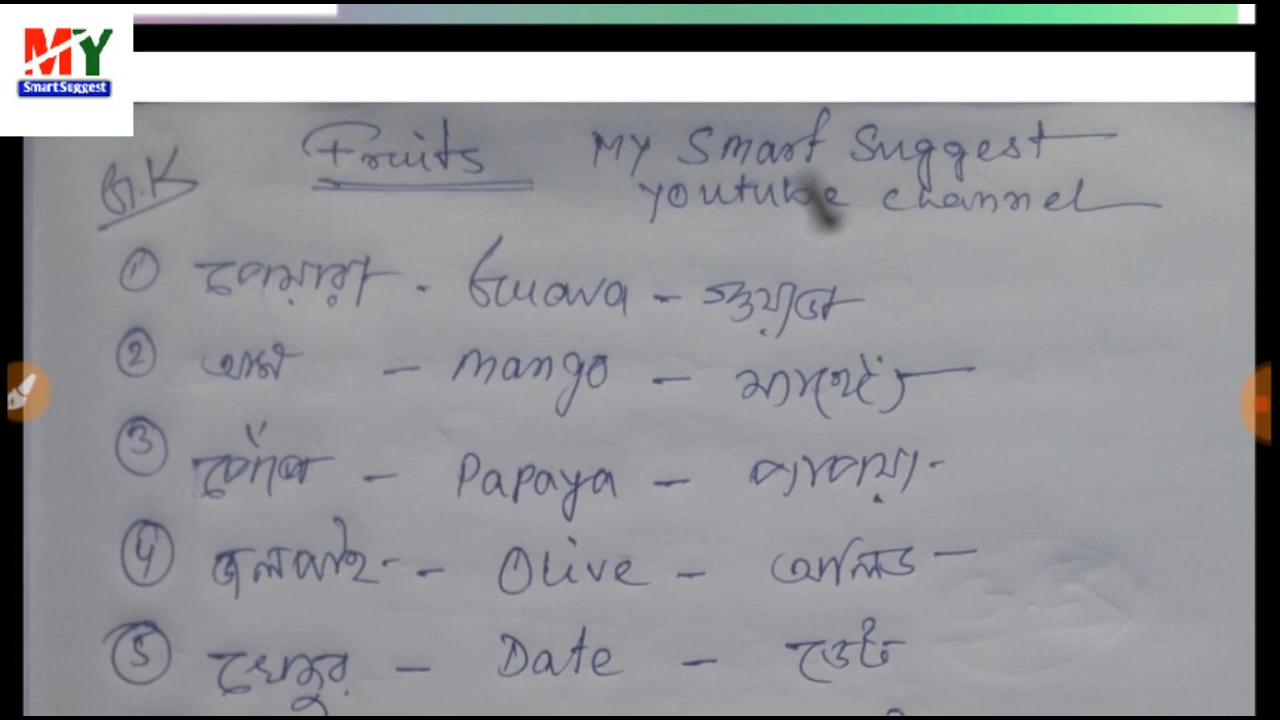 MY
SmartSuggest
G.K Fruits My Smart Suggest
Youtube channel
① পেয়ারা - Guava - গুয়াভা
② আম - mango - ম্যাংগো
③ পেঁপে - Papaya - প্যাপায়া
④ জলপাই - Olive - অলিভ
⑤ খেজুর - Date - ডেট